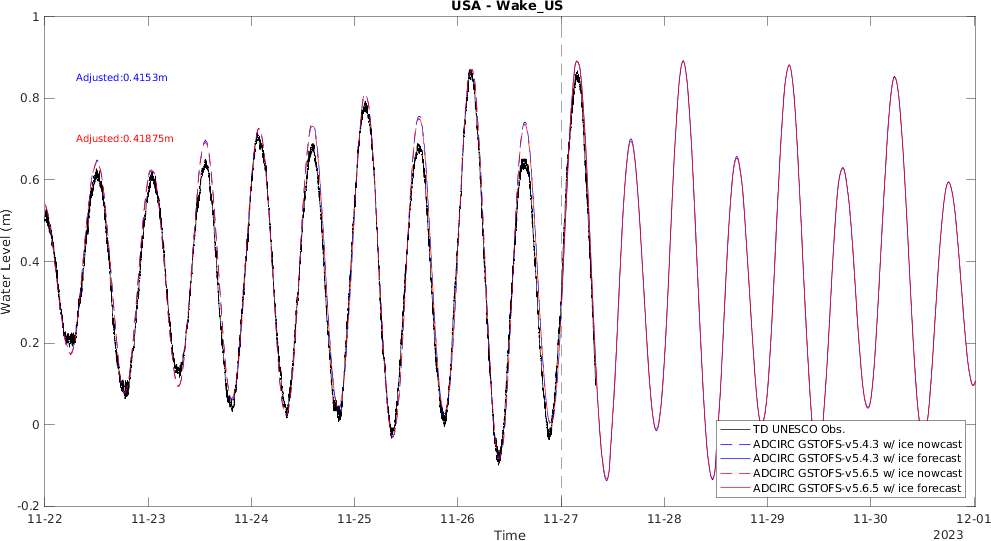 USA - Wake_US
1
0.8
0.6
0.4
0.2
0
-0.2
Water Level (m)
Adjusted:0.4153m
Adjusted:0.41875m
TD UNESCO Obs.
ADCIRC GSTOFS-v5.4.3 w/ ice nowcast
ADCIRC GSTOFS-v5.4.3 w/ ice forecast
ADCIRC GSTOFS-v5.6.5 w/ ice nowcast
ADCIRC GSTOFS-v5.6.5 w/ ice forecast
11-22 11-23 11-24 11-25 11-26 11-27 11-28 11-29 11-30 12-01
Time
2023